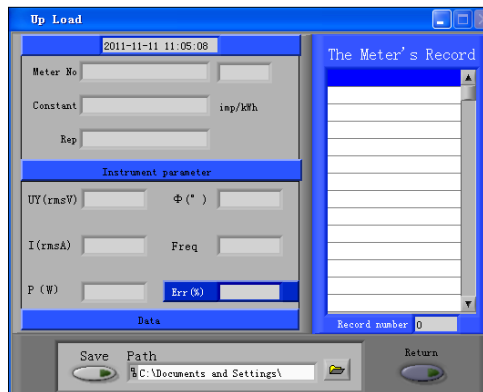 Up Load
2011-11-11 11:05:08
Meter No
Constant imp/kWh
Rep
Instrument parameter
UY(rmsV) Φ(° )
I(rmsA) Freq
P (W) Err(%)
Data
The Meter's Record
Record number 0
Save Path
C:\Documents and Settings\
Return